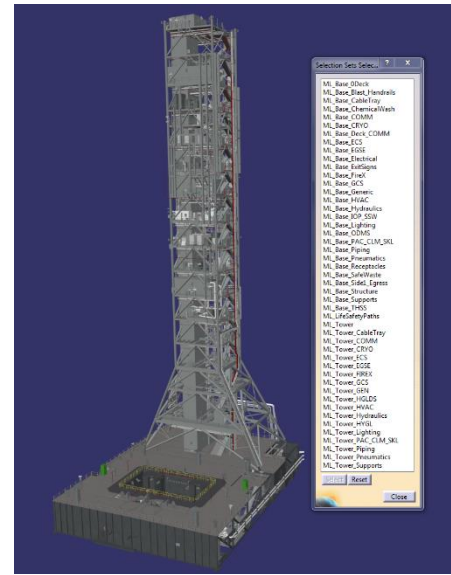 Selection Sets Selec...
ML_Base_0Deck
ML_Base_Blast_Handrails
ML_Base_CableTray
ML_Base_ChemicalWash
ML_Base_COMM
ML_Base_CRYO
ML_Base_Deck_COMM
ML_Base_ECS
ML_Base_EGSE
ML_Base_Electrical
ML_Base_ExitSigns
ML_Base_FireX
ML_Base_GCS
ML_Base_Generic
ML_Base_HVAC
ML_Base_Hydraulics
ML_Base_IOP_SSW
ML_Base_Lighting
ML_Base_ODMS
ML_Base_PAC_CLM_SKL
ML_Base_Piping
ML_Base_Pneumatics
ML_Base_Receptacles
ML_Base_SafeWaste
ML_Base_Side1_Egress
ML_Base_Structure
ML_Base_Supports
ML_Base_THSS
ML_LifeSafetyPaths
ML_Tower
ML_Tower_CableTray
ML_Tower_COMM
ML_Tower_CRYO
ML_Tower_ECS
ML_Tower_EGSE
ML_Tower_FIREX
ML_Tower_GCS
ML_Tower_GEN
ML_Tower_HGLDS
ML_Tower_HVAC
ML_Tower_Hydraulics
ML_Tower_HYGL
ML_Tower_Lighting
ML_Tower_PAC_CLM_SKL
ML_Tower_Piping
ML_Tower_Pneumatics
ML_Tower_Supports
Select Reset
Close